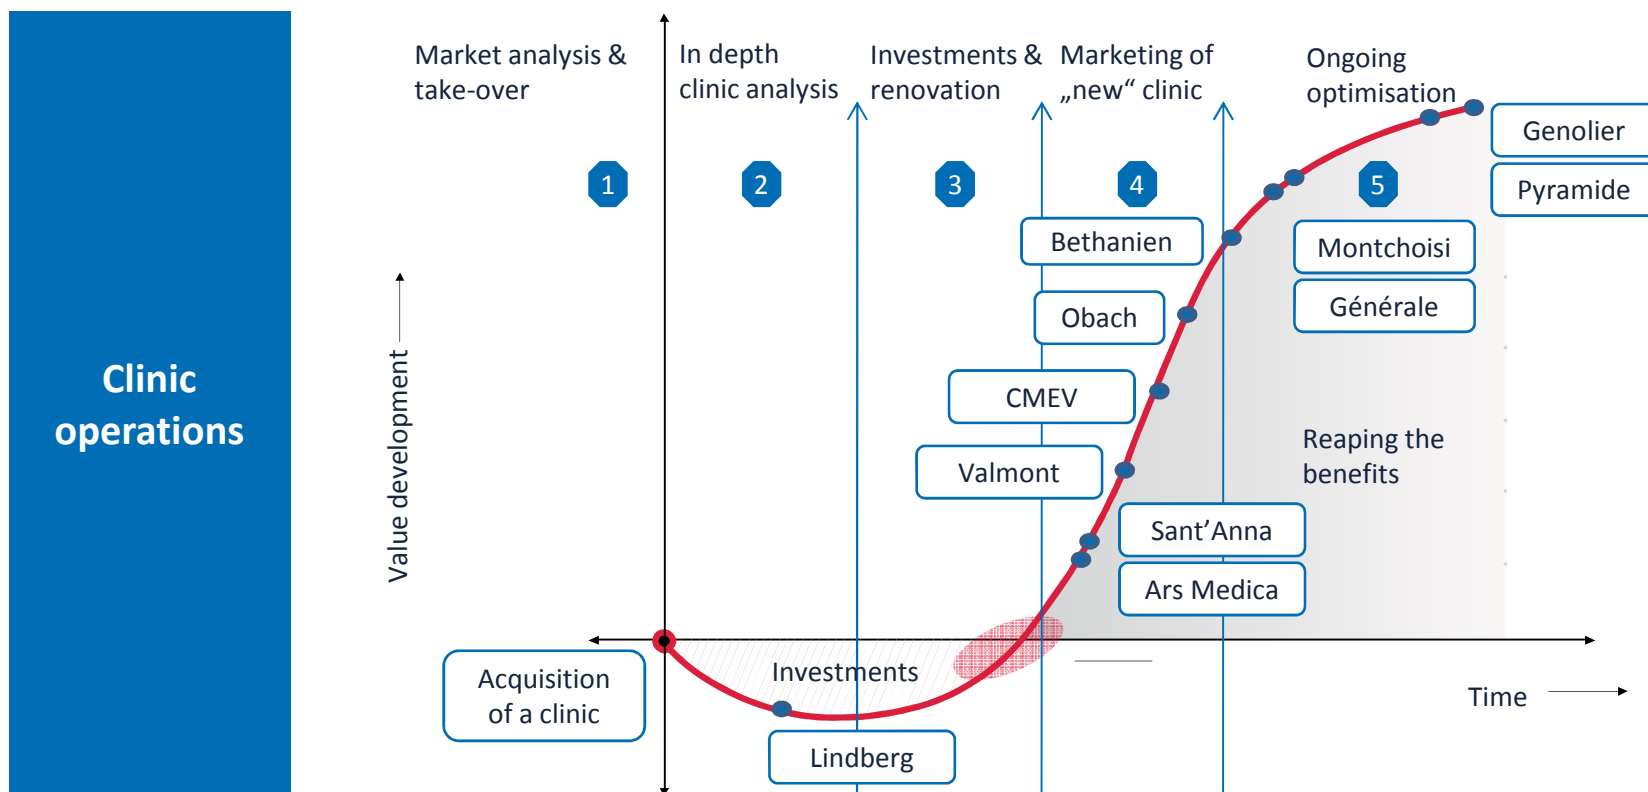 Clinic
operations
Market analysis &
take-over
In depth
clinic analysis
Investments &
renovation
Marketing of
„new“ clinic
Ongoing
optimisation
1
2
3
4
5
Genolier
Pyramide
Bethanien
Montchoisi
Obach
Générale
CMEV
Valmont
Reaping the
benefits
Sant’Anna
Ars Medica
Value development
Investments
Acquisition
of a clinic
Lindberg
Time